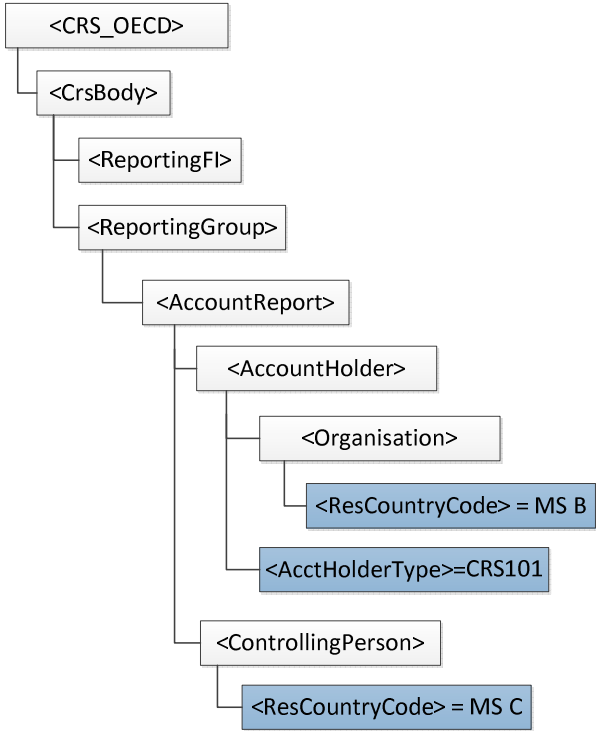 <CRS_OECD>
<CrsBody>
<ReportingFI>
<ReportingGroup>
<AccountReport>
<AccountHolder>
<Organisation>
<ResCountryCode> = MS B
<AcctHolderType>=CRS101
<ControllingPerson>
<ResCountryCode> = MS C